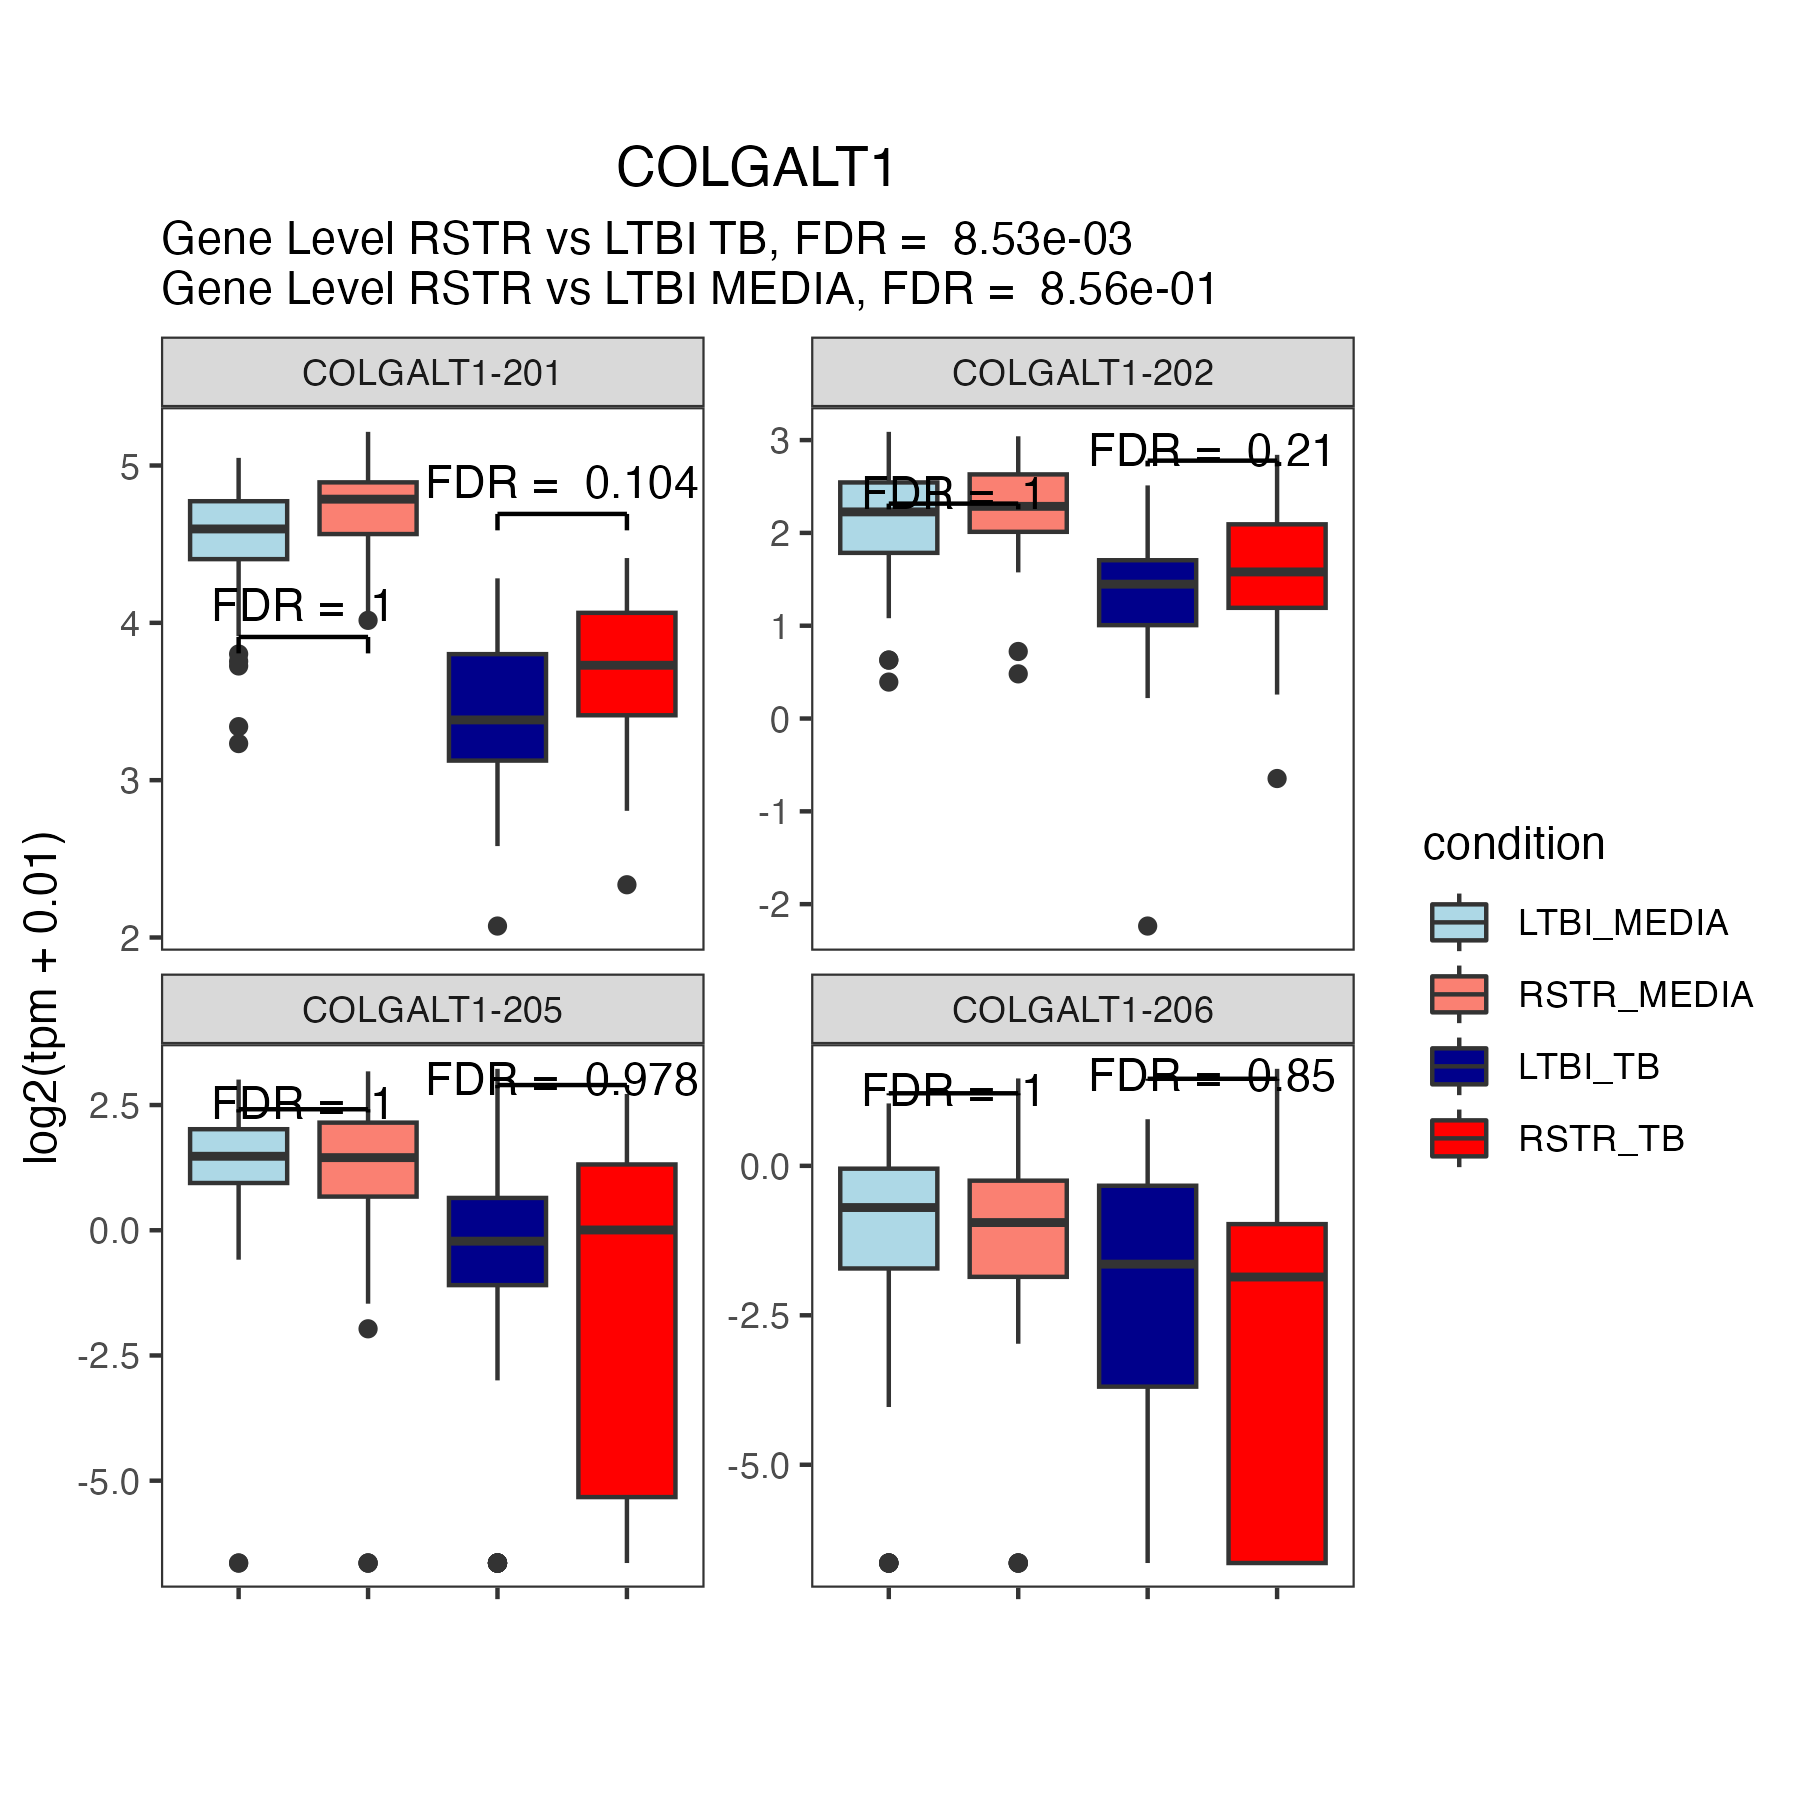 COLGALT1
Gene Level RSTR vs LTBI TB, FDR =  8.53e-03
Gene Level RSTR vs LTBI MEDIA, FDR =  8.56e-01
COLGALT1-201
5
4
3
2
FDR =  1
FDR =  0.104
COLGALT1-202
3
2
1
0
-1
-2
FDR =  1
FDR =  0.21
COLGALT1-205
2.5
0.0
-2.5
-5.0
FDR =  1
FDR =  0.978
COLGALT1-206
0.0
-2.5
-5.0
FDR =  1
FDR =  0.85
log2(tpm + 0.01)
condition
LTBI_MEDIA
RSTR_MEDIA
LTBI_TB
RSTR_TB